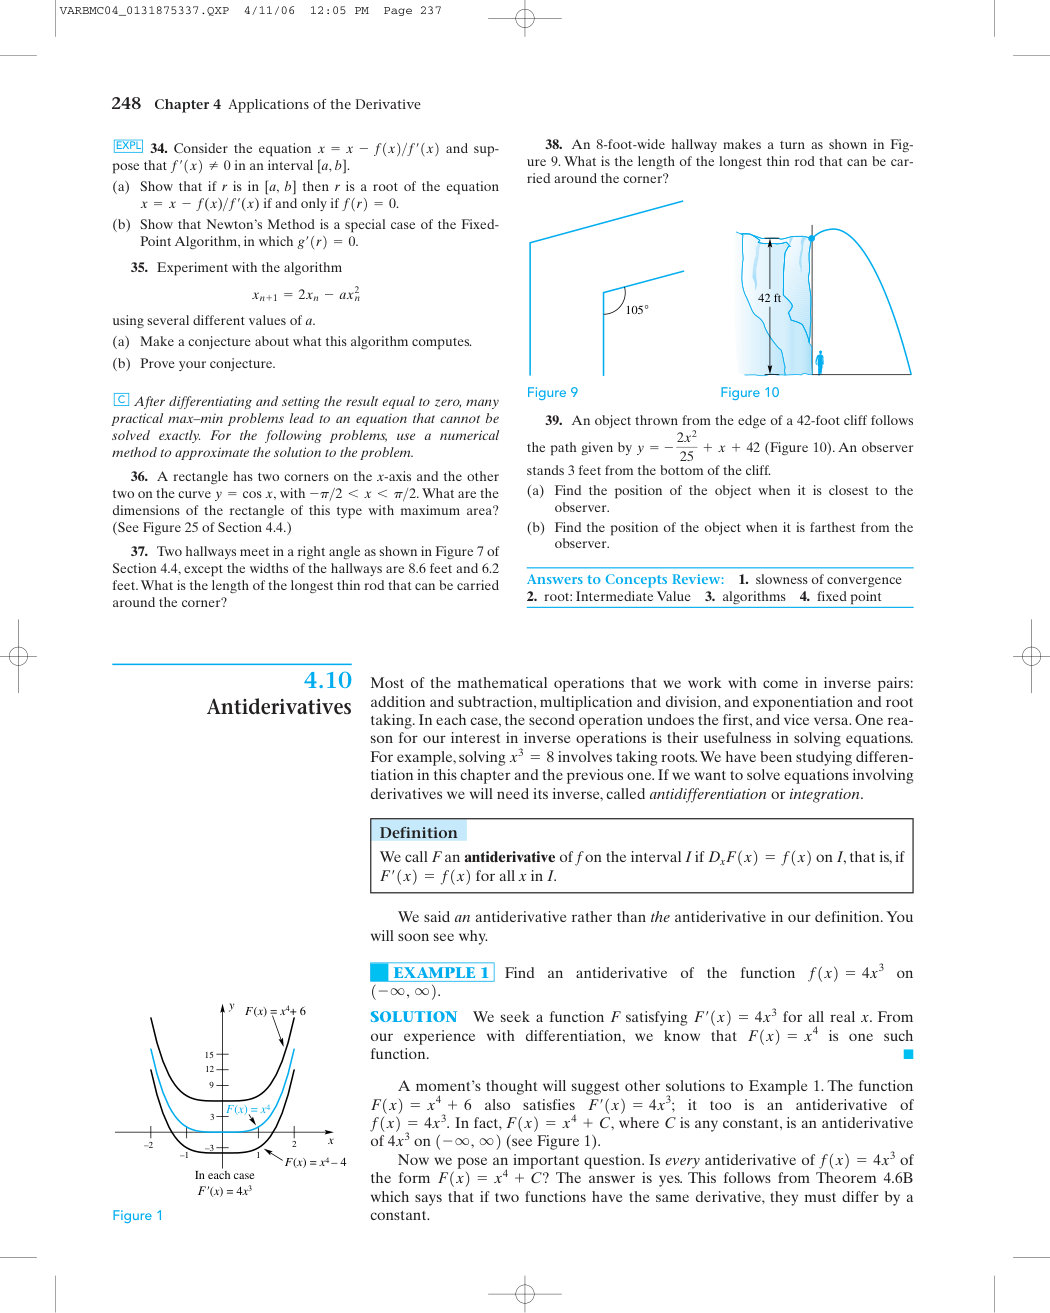 VARBMC04_0131875337.QXP 4/11/06 12:05 PM Page 237
248 Chapter 4 Applications of the Derivative
EXPL 34. Consider the equation x = x − f(x)/f′(x) and sup-
pose that f′(x) ≠ 0 in an interval [a, b].
(a) Show that if r is in [a, b] then r is a root of the equation
x = x − f(x)/f′(x) if and only if f(r) = 0.
(b) Show that Newton's Method is a special case of the Fixed-
Point Algorithm, in which g′(r) = 0.
35. Experiment with the algorithm
xₙ₊₁ = 2xₙ − axₙ²
using several different values of a.
(a) Make a conjecture about what this algorithm computes.
(b) Prove your conjecture.
C After differentiating and setting the result equal to zero, many
practical max–min problems lead to an equation that cannot be
solved exactly. For the following problems, use a numerical
method to approximate the solution to the problem.
36. A rectangle has two corners on the x-axis and the other
two on the curve y = cos x, with −π/2 < x < π/2. What are the
dimensions of the rectangle of this type with maximum area?
(See Figure 25 of Section 4.4.)
37. Two hallways meet in a right angle as shown in Figure 7 of
Section 4.4, except the widths of the hallways are 8.6 feet and 6.2
feet. What is the length of the longest thin rod that can be carried
around the corner?
38. An 8-foot-wide hallway makes a turn as shown in Fig-
ure 9. What is the length of the longest thin rod that can be car-
ried around the corner?
105°
42 ft
Figure 9
Figure 10
39. An object thrown from the edge of a 42-foot cliff follows
the path given by y = −2x²/25 + x + 42 (Figure 10). An observer
stands 3 feet from the bottom of the cliff.
(a) Find the position of the object when it is closest to the
observer.
(b) Find the position of the object when it is farthest from the
observer.
Answers to Concepts Review: 1. slowness of convergence
2. root: Intermediate Value 3. algorithms 4. fixed point
4.10
Antiderivatives
Most of the mathematical operations that we work with come in inverse pairs:
addition and subtraction, multiplication and division, and exponentiation and root
taking. In each case, the second operation undoes the first, and vice versa. One rea-
son for our interest in inverse operations is their usefulness in solving equations.
For example, solving x³ = 8 involves taking roots. We have been studying differen-
tiation in this chapter and the previous one. If we want to solve equations involving
derivatives we will need its inverse, called antidifferentiation or integration.
Definition
We call F an antiderivative of f on the interval I if DₓF(x) = f(x) on I, that is, if
F′(x) = f(x) for all x in I.
We said an antiderivative rather than the antiderivative in our definition. You
will soon see why.
EXAMPLE 1 Find an antiderivative of the function f(x) = 4x³ on
(−∞, ∞).
SOLUTION We seek a function F satisfying F′(x) = 4x³ for all real x. From
our experience with differentiation, we know that F(x) = x⁴ is one such
function.
A moment's thought will suggest other solutions to Example 1. The function
F(x) = x⁴ + 6 also satisfies F′(x) = 4x³; it too is an antiderivative of
f(x) = 4x³. In fact, F(x) = x⁴ + C, where C is any constant, is an antiderivative
of 4x³ on (−∞, ∞) (see Figure 1).
Now we pose an important question. Is every antiderivative of f(x) = 4x³ of
the form F(x) = x⁴ + C? The answer is yes. This follows from Theorem 4.6B
which says that if two functions have the same derivative, they must differ by a
constant.
y
F(x) = x⁴+ 6
15
12
9
F(x) = x⁴
3
–2
–1
–3
1
2
x
F(x) = x⁴ – 4
In each case
F′(x) = 4x³
Figure 1